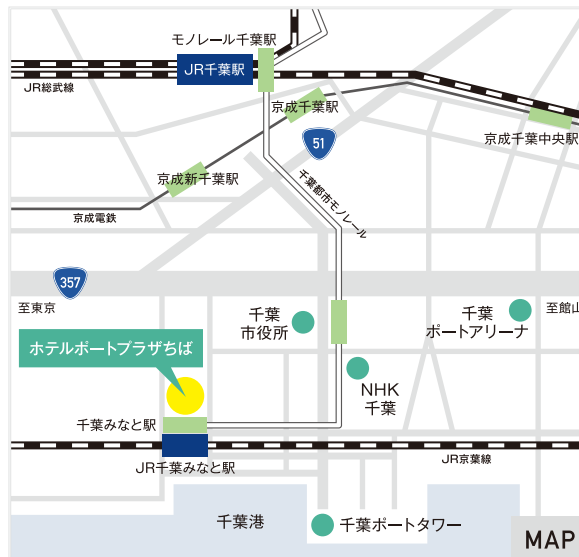 モノレール千葉駅
JR千葉駅
JR総武線
京成千葉駅
京成千葉中央駅
51
京成新千葉駅
千葉都市モノレール
京成電鉄
357
至東京
千葉
市役所
千葉
ポートアリーナ
至館山
ホテルポートプラザちば
NHK
千葉
千葉みなと駅
JR千葉みなと駅
JR京葉線
千葉港
千葉ポートタワー
MAP